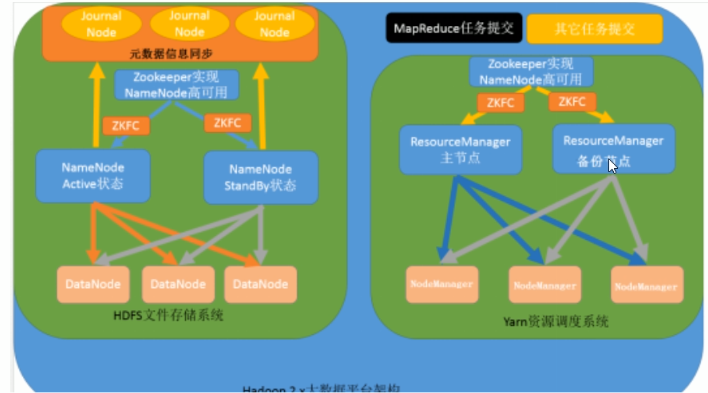 Journal
Node
Journal
Node
Journal
Node
元数据信息同步
Zookeeper实现
NameNode高可用
ZKFC
ZKFC
NameNode
Active状态
NameNode
StandBy状态
DataNode
DataNode
DataNode
HDFS文件存储系统
MapReduce任务提交
其它任务提交
Zookeeper实现
NameNode高可用
ZKFC
ZKFC
ResourceManager
主节点
ResourceManager
备份节点
NodeManager
NodeManager
NodeManager
Yarn资源调度系统
Hadoop 2.x大数据平台架构